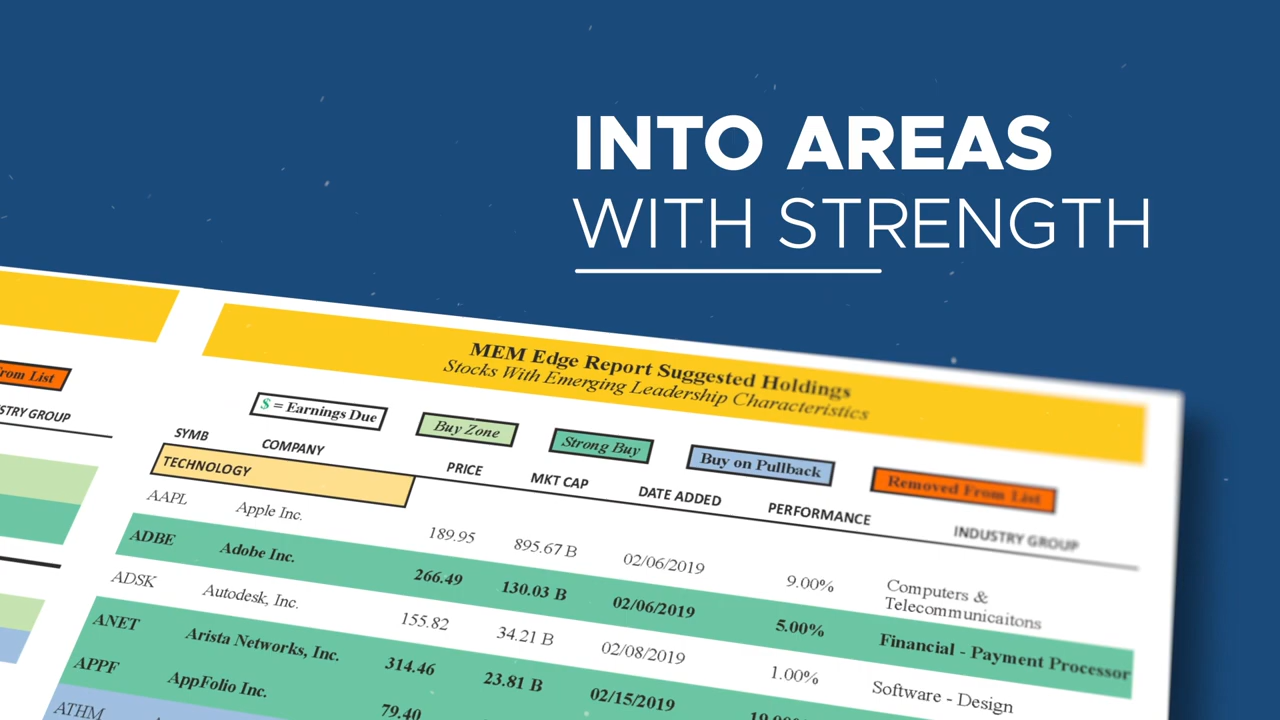 INTO AREAS
WITH STRENGTH
From List
INDUSTRY GROUP
MEM Edge Report Suggested Holdings
Stocks With Emerging Leadership Characteristics
$ = Earnings Due
Buy Zone
Strong Buy
Buy on Pullback
Removed From List
SYMB COMPANY PRICE MKT CAP DATE ADDED PERFORMANCE INDUSTRY GROUP
TECHNOLOGY
AAPL Apple Inc. 189.95 895.67 B 02/06/2019 9.00% Computers &
Telecommunicaitons
ADBE Adobe Inc. 266.49 130.03 B 02/06/2019 5.00% Financial - Payment Processor
ADSK Autodesk, Inc. 155.82 34.21 B 02/08/2019 1.00% Software - Design
ANET Arista Networks, Inc. 314.46 23.81 B 02/15/2019
APPF AppFolio Inc. 79.40
ATHM